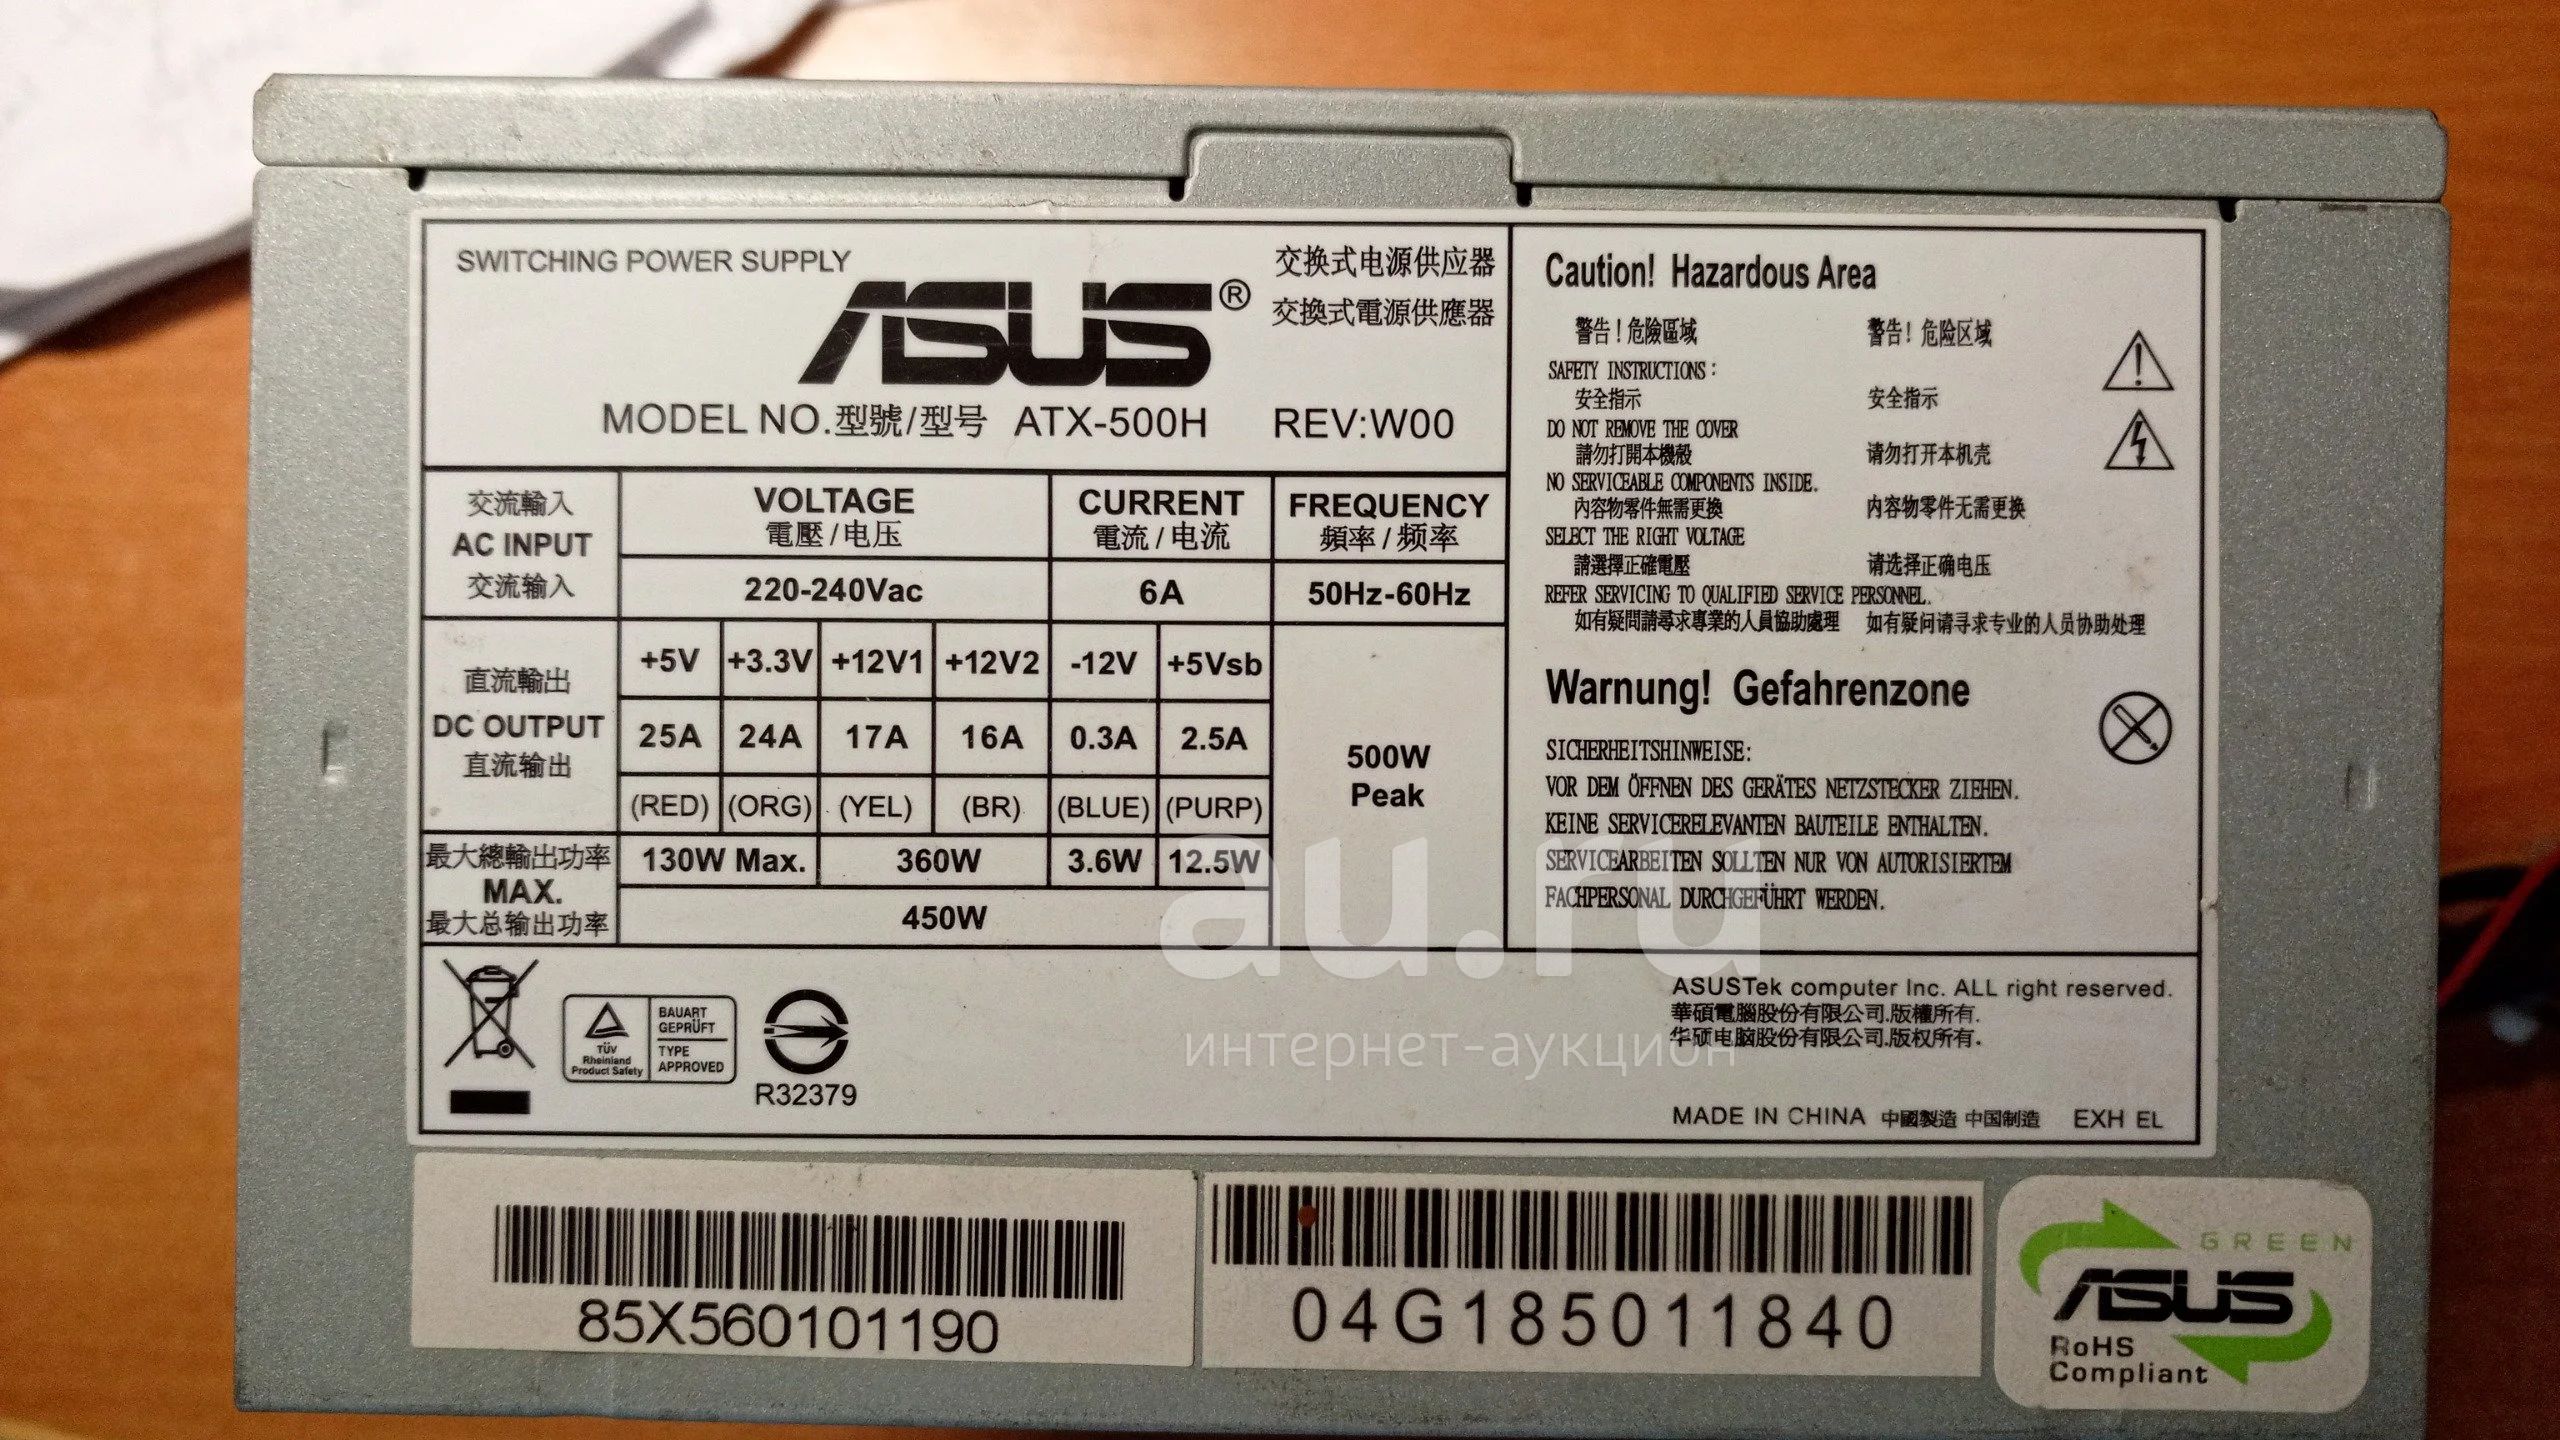 SWITCHING POWER SUPPLY
交換式电源供应器
ASUS®
交換式電源供應器
MODEL NO.型號/型号 ATX-500H REV:W00
交流輸入
AC INPUT
交流输入
VOLTAGE
電壓/电压
CURRENT
電流/电流
FREQUENCY
頻率/频率
220-240Vac 6A 50Hz-60Hz
直流輸出
DC OUTPUT
直流输出
+5V +3.3V +12V1 +12V2 -12V +5Vsb
25A 24A 17A 16A 0.3A 2.5A
(RED) (ORG) (YEL) (BR) (BLUE) (PURP)
500W
Peak
最大總輸出功率
MAX.
最大总输出功率
130W Max. 360W 3.6W 12.5W
450W
Caution! Hazardous Area
警告!危險區域 警告!危险区域
SAFETY INSTRUCTIONS:
安全指示 安全指示
DO NOT REMOVE THE COVER
請勿打開本機殼 请勿打开本机壳
NO SERVICEABLE COMPONENTS INSIDE.
內容物零件無需更換 内容物零件无需更换
SELECT THE RIGHT VOLTAGE
請選擇正確電壓 请选择正确电压
REFER SERVICING TO QUALIFIED SERVICE PERSONNEL.
如有疑問請尋求專業的人員協助處理 如有疑问请寻求专业的人员协助处理
Warnung! Gefahrenzone
SICHERHEITSHINWEISE:
VOR DEM ÖFFNEN DES GERÄTES NETZSTECKER ZIEHEN.
KEINE SERVICERELEVANTEN BAUTEILE ENTHALTEN.
SERVICEARBEITEN SOLLTEN NUR VON AUTORISIERTEM
FACHPERSONAL DURCHGEFÜHRT WERDEN.
TÜV
Rheinland
Product Safety
BAUART
GEPRÜFT
TYPE
APPROVED
R32379
ASUSTek computer Inc. ALL right reserved.
華碩電腦股份有限公司.版權所有.
华硕电脑股份有限公司.版权所有.
MADE IN CHINA 中國製造 中国制造 EXH EL
au.ru
интернет-аукцион
85X560101190
04G185011840
GREEN
ASUS
RoHS
Compliant